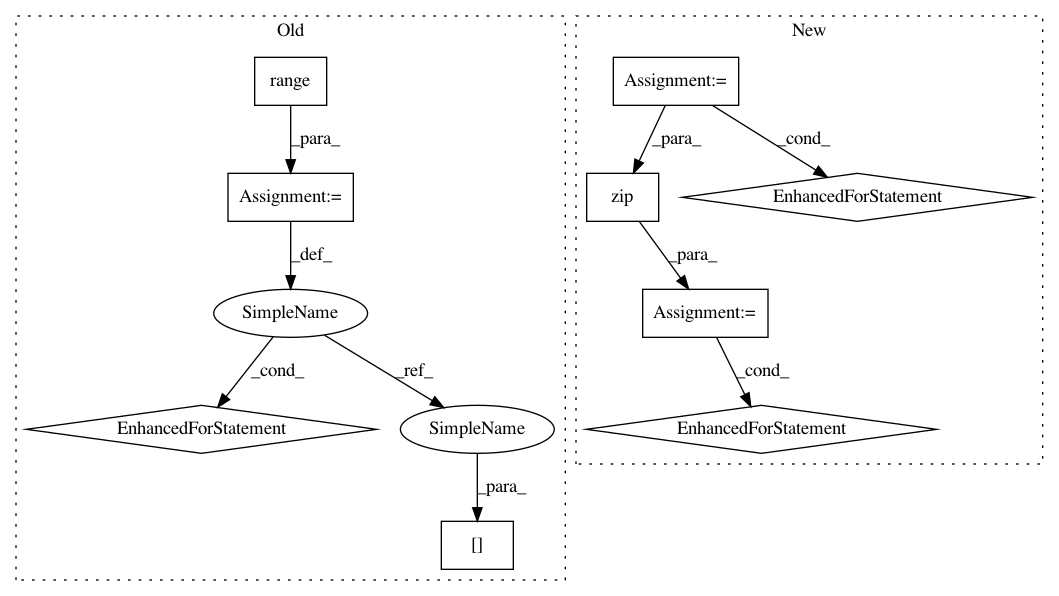 Old
New
range
Assignment:=
_para_
_para_
_cond_
Assignment:=
zip
EnhancedForStatement
_def_
_para_
SimpleName
Assignment:=
_cond_
_ref_
_cond_
EnhancedForStatement
SimpleName
EnhancedForStatement
_para_
[]